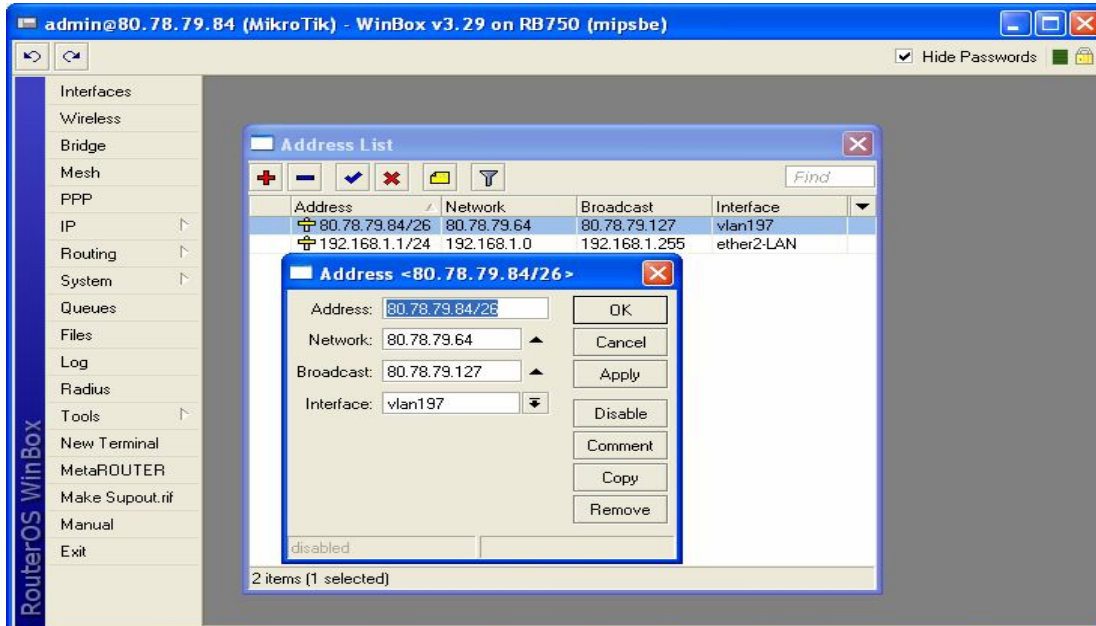 admin@80.78.79.84 (MikroTik) - WinBox v3.29 on RB750 (mipsbe)
Hide Passwords
Interfaces
Wireless
Bridge
Mesh
PPP
IP
Routing
System
Queues
Files
Log
Radius
Tools
New Terminal
MetaROUTER
Make Supout.rif
Manual
Exit
RouterOS WinBox
Address List
Find
Address Network Broadcast Interface
80.78.79.84/26 80.78.79.64 80.78.79.127 vlan197
192.168.1.1/24 192.168.1.0 192.168.1.255 ether2-LAN
Address <80.78.79.84/26>
Address: 80.78.79.84/26
Network: 80.78.79.64
Broadcast: 80.78.79.127
Interface: vlan197
OK
Cancel
Apply
Disable
Comment
Copy
Remove
disabled
2 items (1 selected)